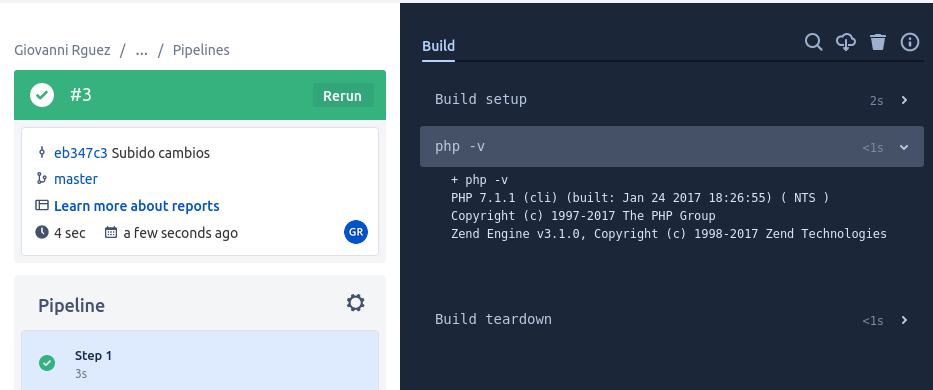 Giovanni Rguez / ... / Pipelines
#3 Rerun
eb347c3 Subido cambios
master
Learn more about reports
4 sec a few seconds ago GR
Pipeline
Step 1
3s
Build
Build setup 2s
php -v <1s
+ php -v
PHP 7.1.1 (cli) (built: Jan 24 2017 18:26:55) ( NTS )
Copyright (c) 1997-2017 The PHP Group
Zend Engine v3.1.0, Copyright (c) 1998-2017 Zend Technologies
Build teardown <1s